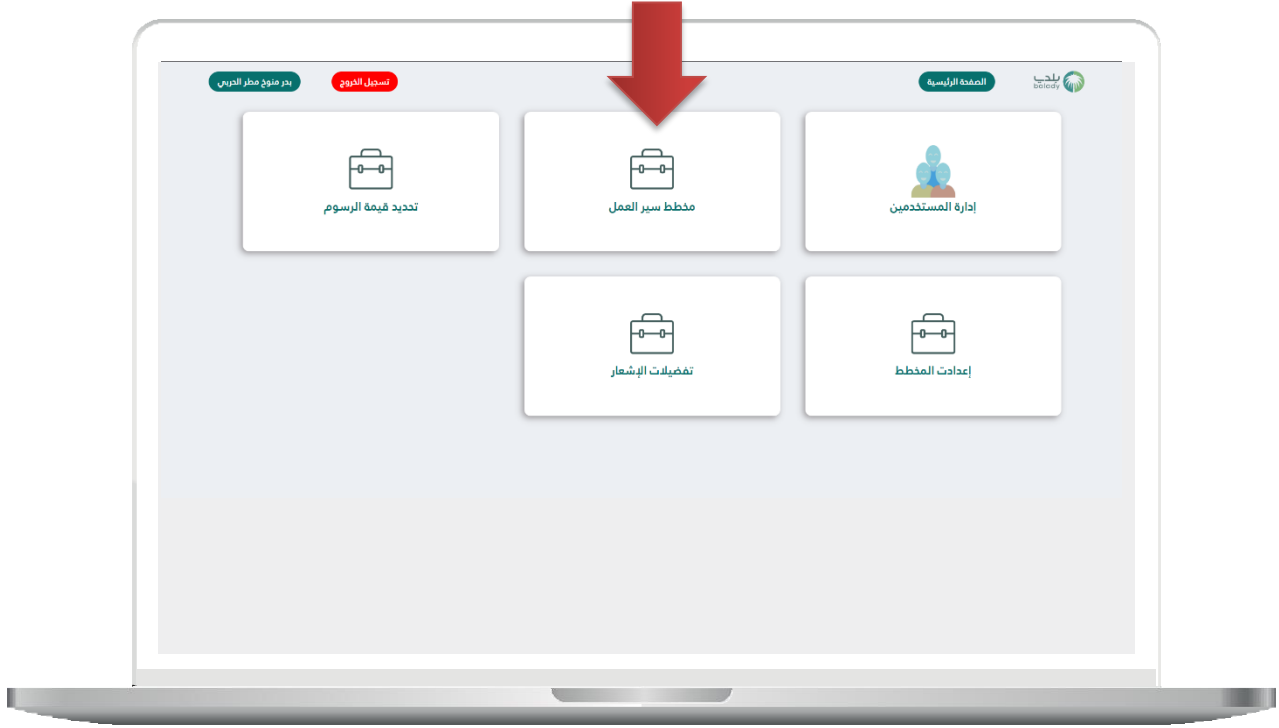 بلدي
balady
الصفحة الرئيسية
تسجيل الخروج
بدر منوخ مطر الحربي
إدارة المستخدمين
مخطط سير العمل
تحديد قيمة الرسوم
إعدادت المخطط
تفضيلات الإشعار